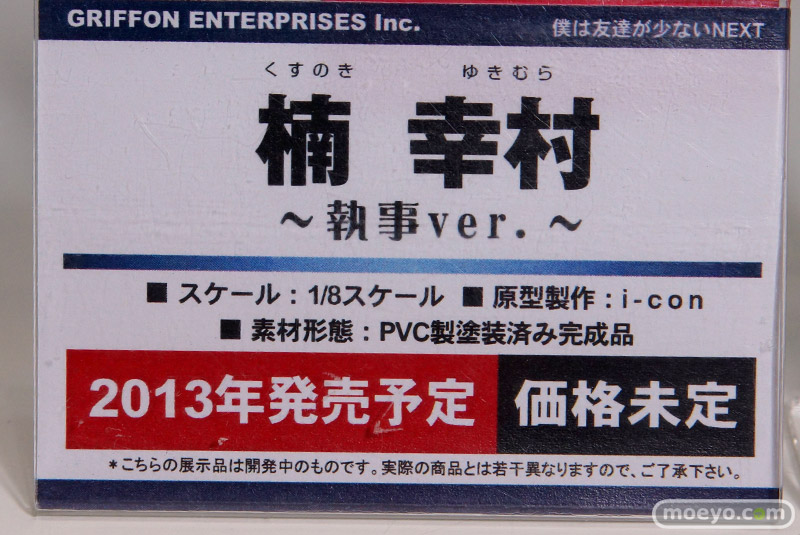 GRIFFON ENTERPRISES Inc.
僕は友達が少ないNEXT
くすのき ゆきむら
楠 幸村
～執事ver.～
■ スケール：1/8スケール ■ 原型製作：i-con
■ 素材形態：PVC製塗装済み完成品
2013年発売予定 価格未定
*こちらの展示品は開発中のものです。実際の商品とは若干異なりますので、ご了承下さい。
moeyo.com